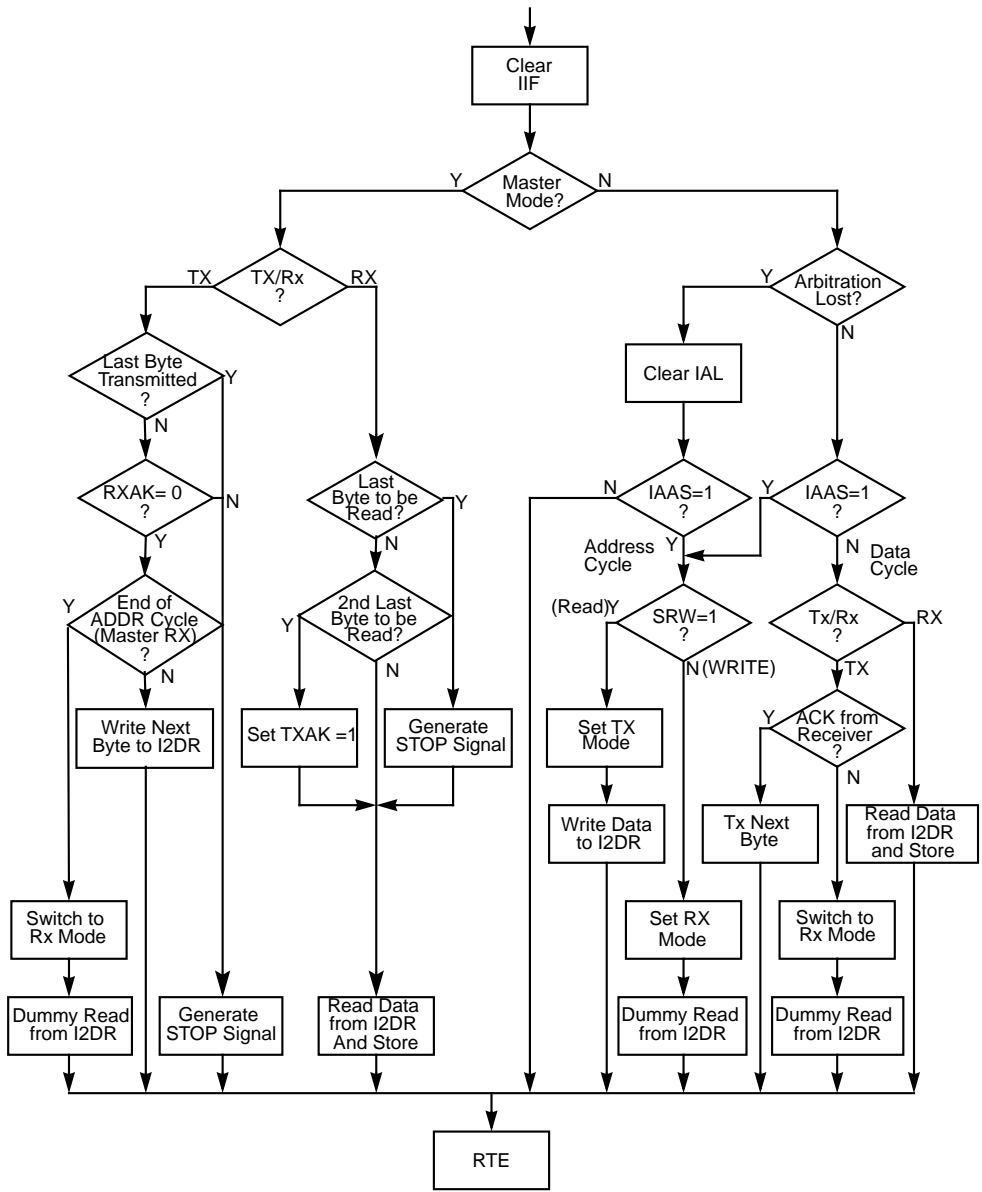 Clear
IIF
Master
Mode?
Y
N
TX/Rx
?
TX
RX
Arbitration
Lost?
Y
N
Last Byte
Transmitted
?
Y
N
Clear IAL
RXAK= 0
?
N
Y
Last
Byte to be
Read?
Y
N
IAAS=1
?
N
Y
IAAS=1
?
Y
N
Address
Cycle
Data
Cycle
End of
ADDR Cycle
(Master RX)
?
Y
N
2nd Last
Byte to be
Read?
Y
N
(Read)
Y
SRW=1
?
N
(WRITE)
Tx/Rx
?
RX
TX
Write Next
Byte to I2DR
Set TXAK =1
Generate
STOP Signal
Set TX
Mode
ACK from
Receiver
?
Y
N
Write Data
to I2DR
Tx Next
Byte
Read Data
from I2DR
and Store
Switch to
Rx Mode
Set RX
Mode
Switch to
Rx Mode
Dummy Read
from I2DR
Generate
STOP Signal
Read Data
from I2DR
And Store
Dummy Read
from I2DR
Dummy Read
from I2DR
RTE